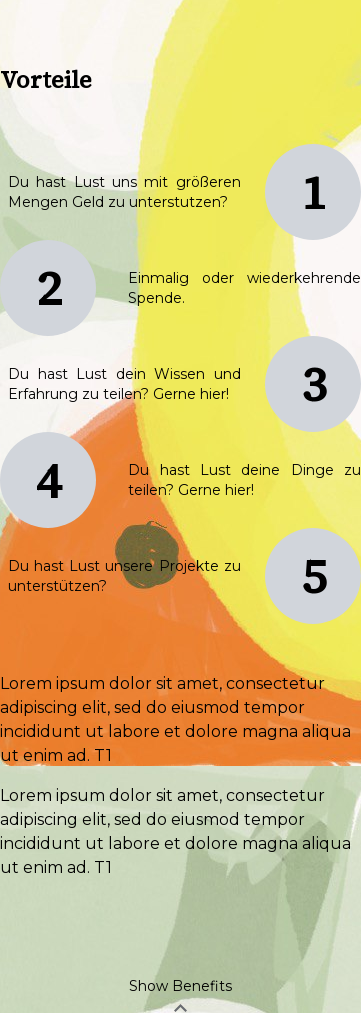 Vorteile
Du hast Lust uns mit größeren
Mengen Geld zu unterstutzen?
1
2
Einmalig oder wiederkehrende
Spende.
Du hast Lust dein Wissen und
Erfahrung zu teilen? Gerne hier!
3
4
Du hast Lust deine Dinge zu
teilen? Gerne hier!
Du hast Lust unsere Projekte zu
unterstützen?
5
Lorem ipsum dolor sit amet, consectetur
adipiscing elit, sed do eiusmod tempor
incididunt ut labore et dolore magna aliqua
ut enim ad. T1
Lorem ipsum dolor sit amet, consectetur
adipiscing elit, sed do eiusmod tempor
incididunt ut labore et dolore magna aliqua
ut enim ad. T1
Show Benefits